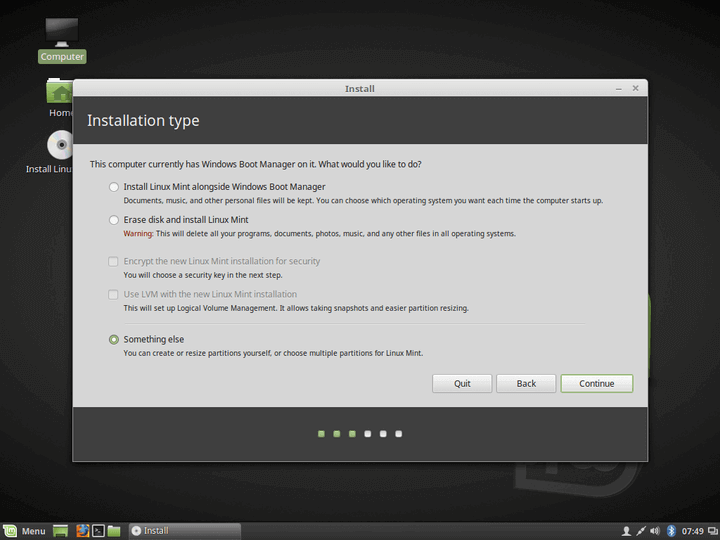 Computer
Home
Install Linu
Install
Installation type
This computer currently has Windows Boot Manager on it. What would you like to do?
Install Linux Mint alongside Windows Boot Manager
Documents, music, and other personal files will be kept. You can choose which operating system you want each time the computer starts up.
Erase disk and install Linux Mint
Warning: This will delete all your programs, documents, photos, music, and any other files in all operating systems.
Encrypt the new Linux Mint installation for security
You will choose a security key in the next step.
Use LVM with the new Linux Mint installation
This will set up Logical Volume Management. It allows taking snapshots and easier partition resizing.
Something else
You can create or resize partitions yourself, or choose multiple partitions for Linux Mint.
Quit
Back
Continue
Menu
Install
07:49